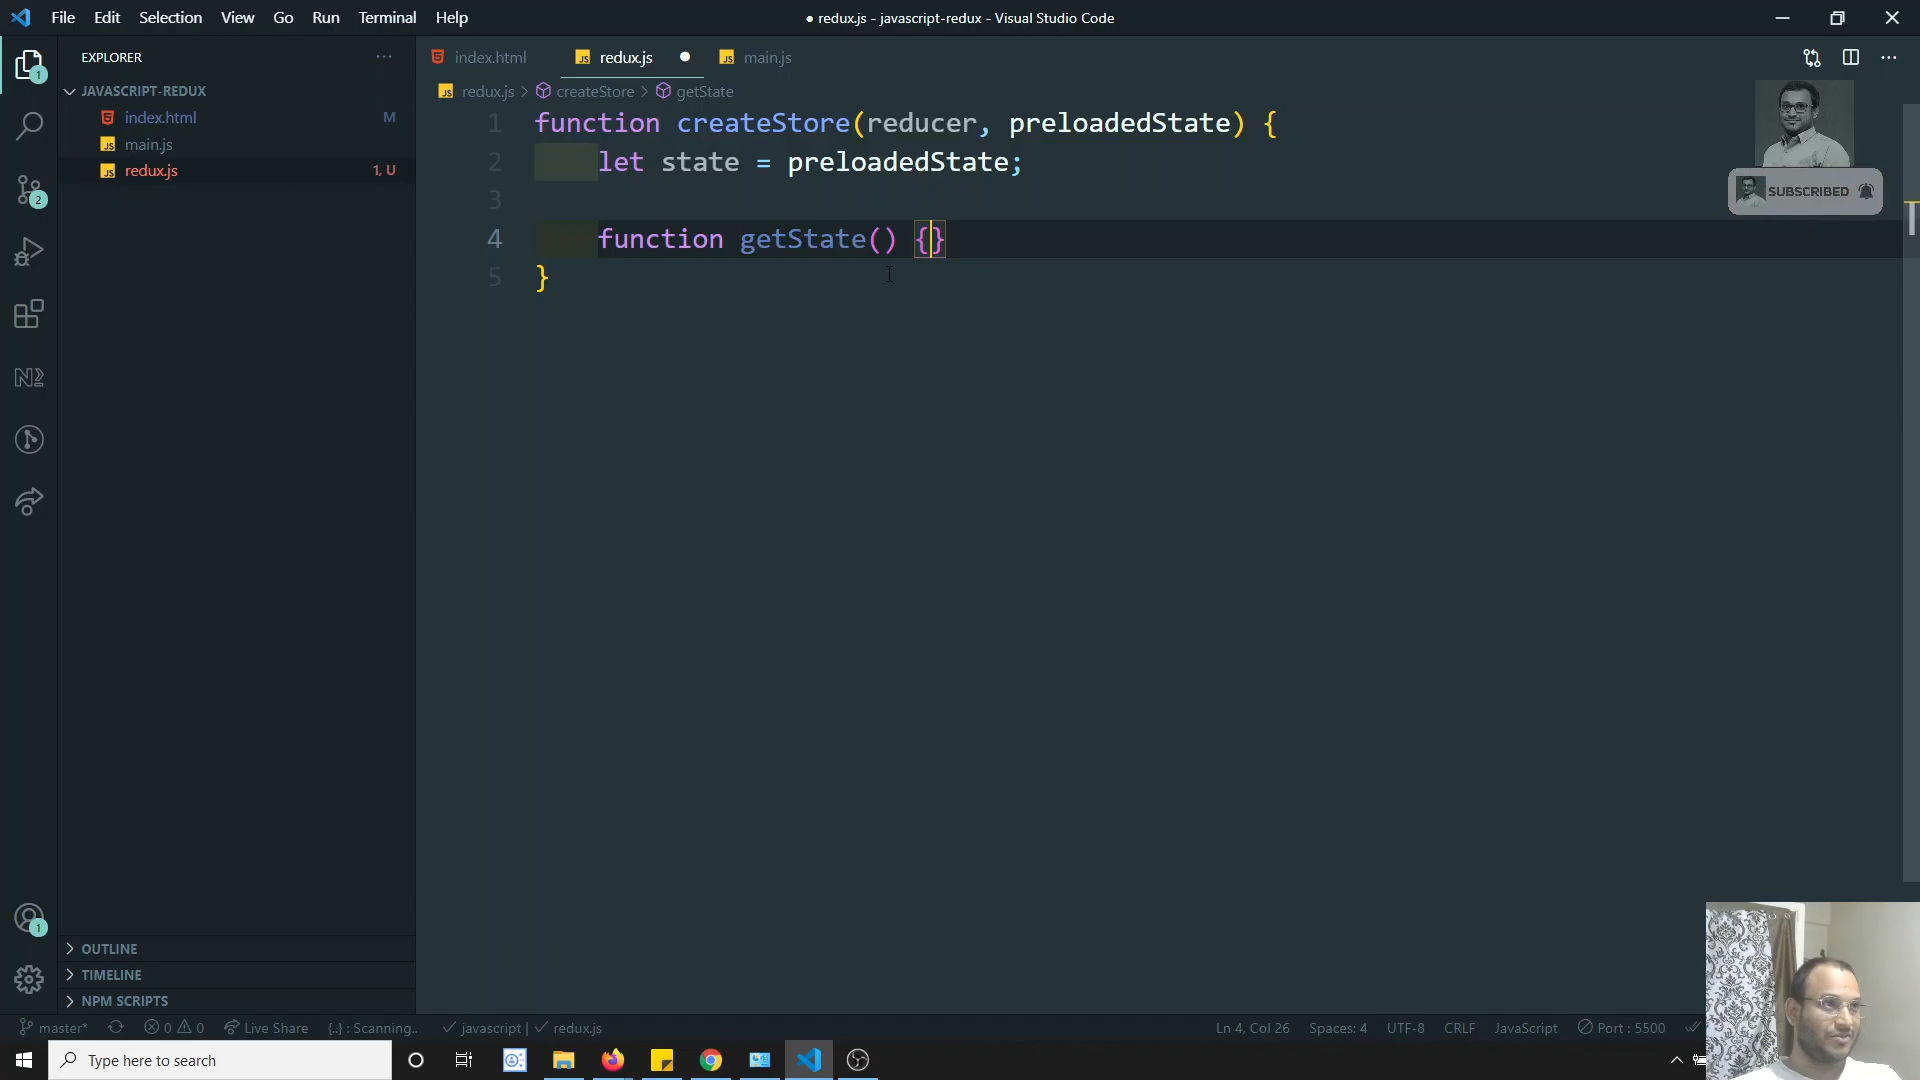 File Edit Selection View Go Run Terminal Help
● redux.js - javascript-redux - Visual Studio Code
EXPLORER
index.html
redux.js
main.js
JAVASCRIPT-REDUX
index.html M
main.js
redux.js 1, U
redux.js > createStore > getState
1 function createStore(reducer, preloadedState) {
2 let state = preloadedState;
3
4 function getState() {}
5 }
SUBSCRIBED
1
2
1
OUTLINE
TIMELINE
NPM SCRIPTS
master* 0 0 Live Share {..} : Scanning.. javascript | redux.js Ln 4, Col 26 Spaces: 4 UTF-8 CRLF JavaScript Port : 5500
Type here to search